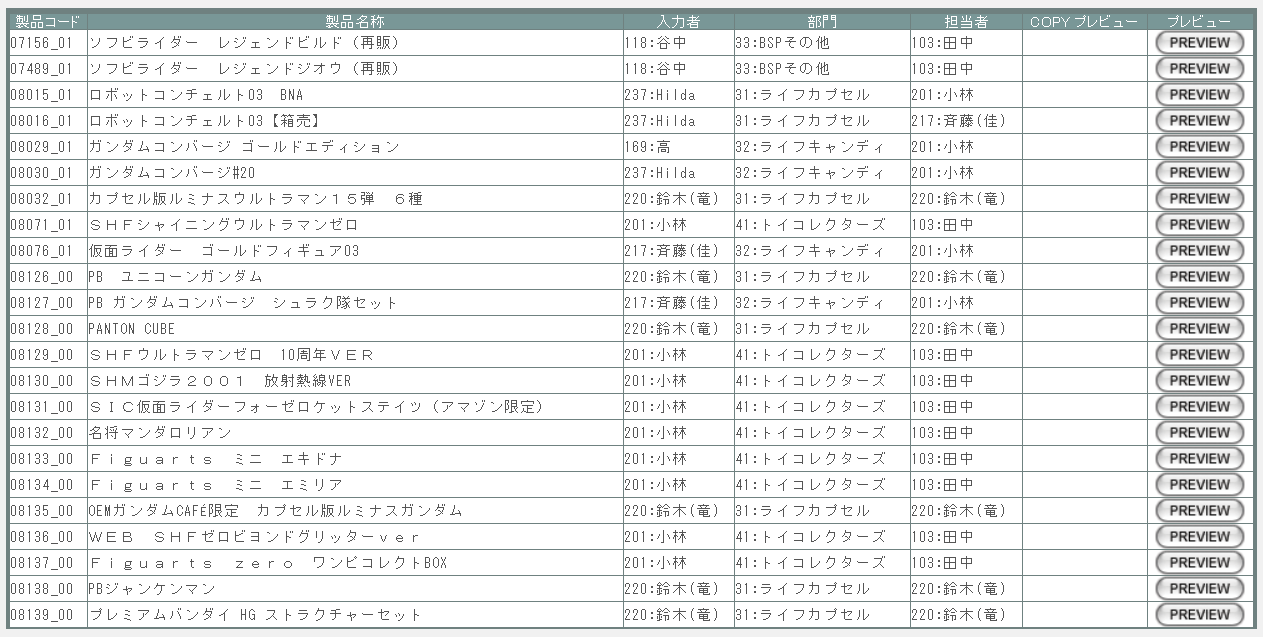 製品コード 製品名称 入力者 部門 担当者 COPY プレビュー プレビュー
07156_01 ソフビライダー　レジェンドビルド（再販） 118:谷中 33:BSPその他 103:田中 PREVIEW
07489_01 ソフビライダー　レジェンドジオウ（再販） 118:谷中 33:BSPその他 103:田中 PREVIEW
08015_01 ロボットコンチェルト03　BNA 237:Hilda 31:ライフカプセル 201:小林 PREVIEW
08016_01 ロボットコンチェルト03【箱売】 237:Hilda 31:ライフカプセル 217:斉藤(佳) PREVIEW
08029_01 ガンダムコンバージ ゴールドエディション 169:高 32:ライフキャンディ 201:小林 PREVIEW
08030_01 ガンダムコンバージ#20 237:Hilda 32:ライフキャンディ 201:小林 PREVIEW
08032_01 カプセル版ルミナスウルトラマン１５弾　６種 220:鈴木(竜) 31:ライフカプセル 220:鈴木(竜) PREVIEW
08071_01 ＳＨＦシャイニングウルトラマンゼロ 201:小林 41:トイコレクターズ 103:田中 PREVIEW
08076_01 仮面ライダー　ゴールドフィギュア03 217:斉藤(佳) 32:ライフキャンディ 201:小林 PREVIEW
08126_00 PB　ユニコーンガンダム 220:鈴木(竜) 31:ライフカプセル 220:鈴木(竜) PREVIEW
08127_00 PB ガンダムコンバージ　シュラク隊セット 217:斉藤(佳) 32:ライフキャンディ 201:小林 PREVIEW
08128_00 PANTON CUBE 220:鈴木(竜) 31:ライフカプセル 220:鈴木(竜) PREVIEW
08129_00 ＳＨＦウルトラマンゼロ　10周年ＶＥＲ 201:小林 41:トイコレクターズ 103:田中 PREVIEW
08130_00 ＳＨＭゴジラ２００１　放射熱線VER 201:小林 41:トイコレクターズ 103:田中 PREVIEW
08131_00 ＳＩＣ仮面ライダーフォーゼロケットステイツ（アマゾン限定） 201:小林 41:トイコレクターズ 103:田中 PREVIEW
08132_00 名将マンダロリアン 201:小林 41:トイコレクターズ 103:田中 PREVIEW
08133_00 Ｆｉｇｕａｒｔｓ　ミニ　エキドナ 201:小林 41:トイコレクターズ 103:田中 PREVIEW
08134_00 Ｆｉｇｕａｒｔｓ　ミニ　エミリア 201:小林 41:トイコレクターズ 103:田中 PREVIEW
08135_00 OEMガンダムCAFÉ限定　カプセル版ルミナスガンダム 220:鈴木(竜) 31:ライフカプセル 220:鈴木(竜) PREVIEW
08136_00 ＷＥＢ　ＳＨＦゼロビヨンドグリッターｖｅｒ 201:小林 41:トイコレクターズ 103:田中 PREVIEW
08137_00 Ｆｉｇｕａｒｔｓ　ｚｅｒｏ　ワンピコレクトBOX 201:小林 41:トイコレクターズ 103:田中 PREVIEW
08138_00 PBジャンケンマン 220:鈴木(竜) 31:ライフカプセル 220:鈴木(竜) PREVIEW
08139_00 プレミアムバンダイ HG ストラクチャーセット 220:鈴木(竜) 31:ライフカプセル 220:鈴木(竜) PREVIEW